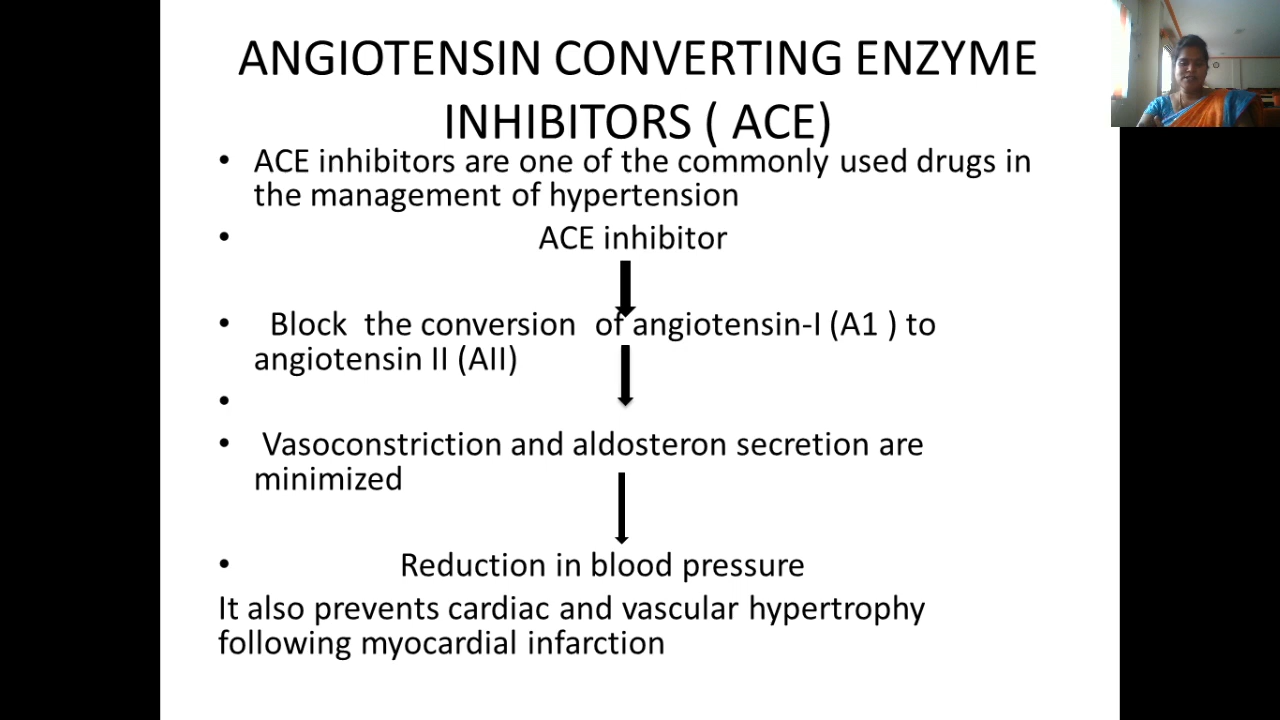 ANGIOTENSIN CONVERTING ENZYME
INHIBITORS ( ACE)
• ACE inhibitors are one of the commonly used drugs in
the management of hypertension
• ACE inhibitor
• Block the conversion of angiotensin-I (A1 ) to
angiotensin II (AII)
•
• Vasoconstriction and aldosteron secretion are
minimized
• Reduction in blood pressure
It also prevents cardiac and vascular hypertrophy
following myocardial infarction